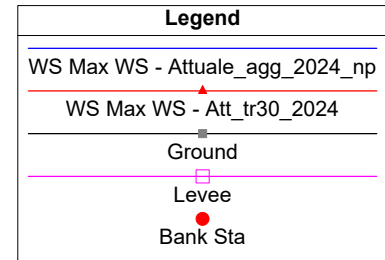 Legend
WS Max WS - Attuale_agg_2024_np
WS Max WS - Att_tr30_2024
Ground
Levee
Bank Sta